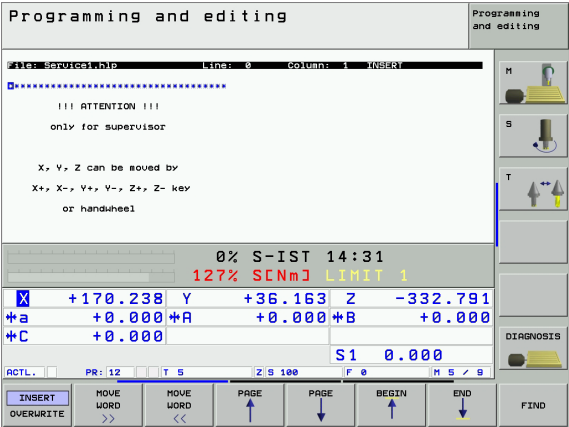 Programming and editing
Programming
and editing
File: Service1.hlp Line: 0 Column: 1 INSERT
************************************
!!! ATTENTION !!!
only for supervisor
X, Y, Z can be moved by
X+, X-, Y+, Y-, Z+, Z- key
or handwheel
M
S
T
0% S-IST 14:31
127% S[Nm] LIMIT 1
X +170.238 Y +36.163 Z -332.791
a +0.000 A +0.000 B +0.000
C +0.000
S1 0.000
ACTL. PR: 12 T 5 Z S 100 F 0 M 5 / 9
DIAGNOSIS
INSERT
OVERWRITE
MOVE
WORD
>>
MOVE
WORD
<<
PAGE
PAGE
BEGIN
END
FIND